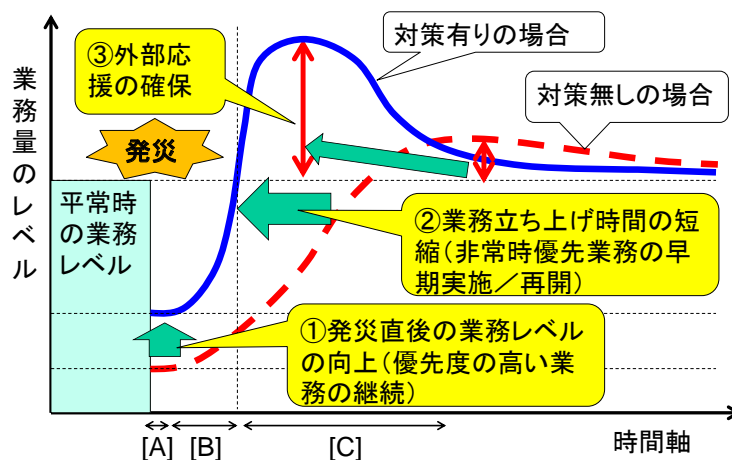 ③外部応
援の確保
対策有りの場合
対策無しの場合
業務量のレベル
発災
平常時
の業務
レベル
②業務立ち上げ時間の短
縮(非常時優先業務の早
期実施/再開)
①発災直後の業務レベル
の向上(優先度の高い業
務の継続)
[A] [B] [C]
時間軸